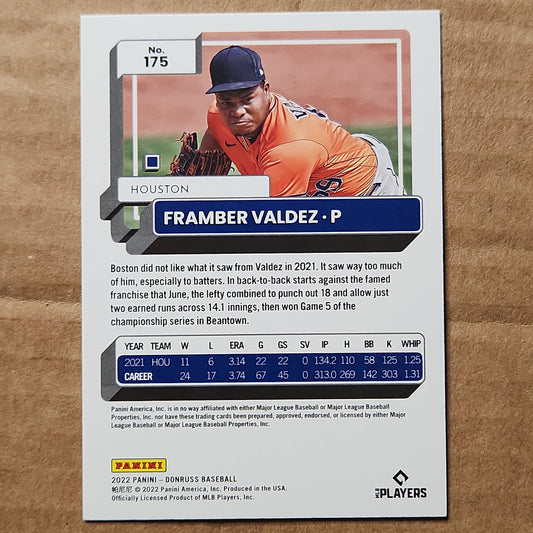 No.
175
HOUSTON
FRAMBER VALDEZ · P
Boston did not like what it saw from Valdez in 2021. It saw way too much
of him, especially to batters. In back-to-back starts against the famed
franchise that June, the lefty combined to punch out 18 and allow just
two earned runs across 14.1 innings, then won Game 5 of the
championship series in Beantown.
YEAR TEAM W L ERA G GS SV IP H BB K WHIP
2021 HOU 11 6 3.14 22 22 0 134.2 110 58 125 1.25
CAREER 24 17 3.74 67 45 0 313.0 269 142 303 1.31
Panini America, Inc. is in no way affiliated with either Major League Baseball or Major League Baseball
Properties, Inc. nor have these trading cards been prepared, approved, endorsed, or licensed by either Major
League Baseball or Major League Baseball Properties, Inc.
PANINI
2022 PANINI – DONRUSS BASEBALL
帕尼尼 © 2022 Panini America, Inc. Produced in the USA.
Officially Licensed Product of MLB Players, Inc.
MLB PLAYERS